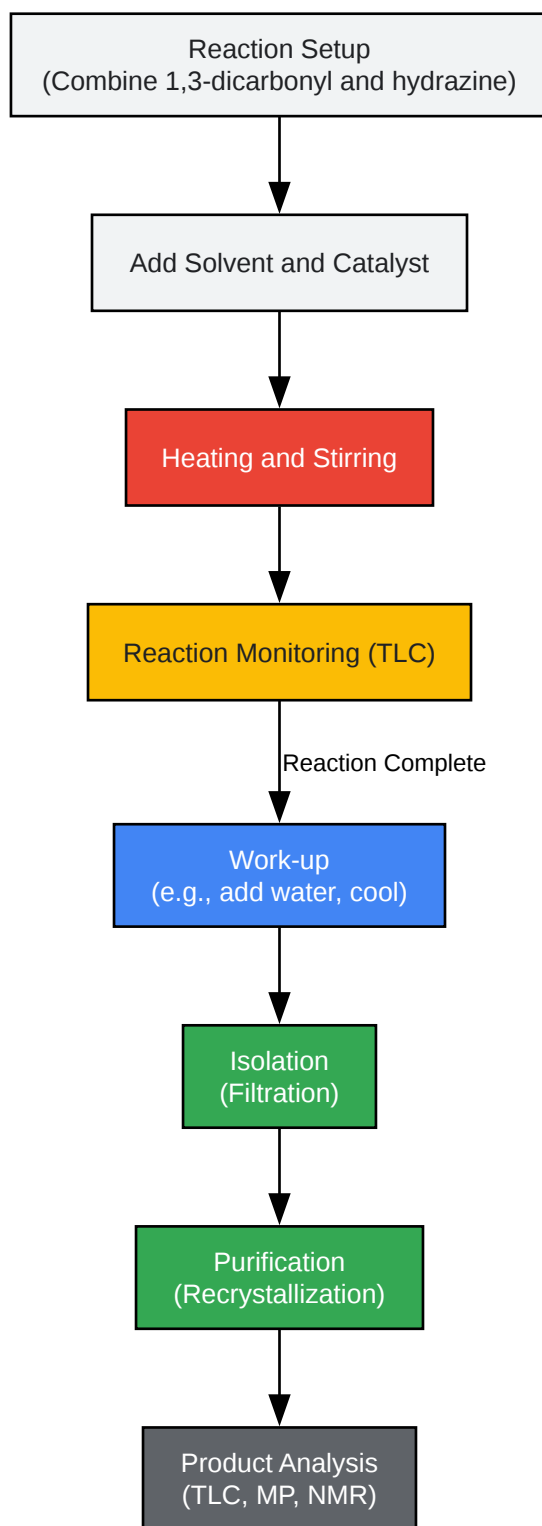 Reaction Setup
(Combine 1,3-dicarbonyl and hydrazine)
Add Solvent and Catalyst
Heating and Stirring
Reaction Monitoring (TLC)
Reaction Complete
Work-up
(e.g., add water, cool)
Isolation
(Filtration)
Purification
(Recrystallization)
Product Analysis
(TLC, MP, NMR)